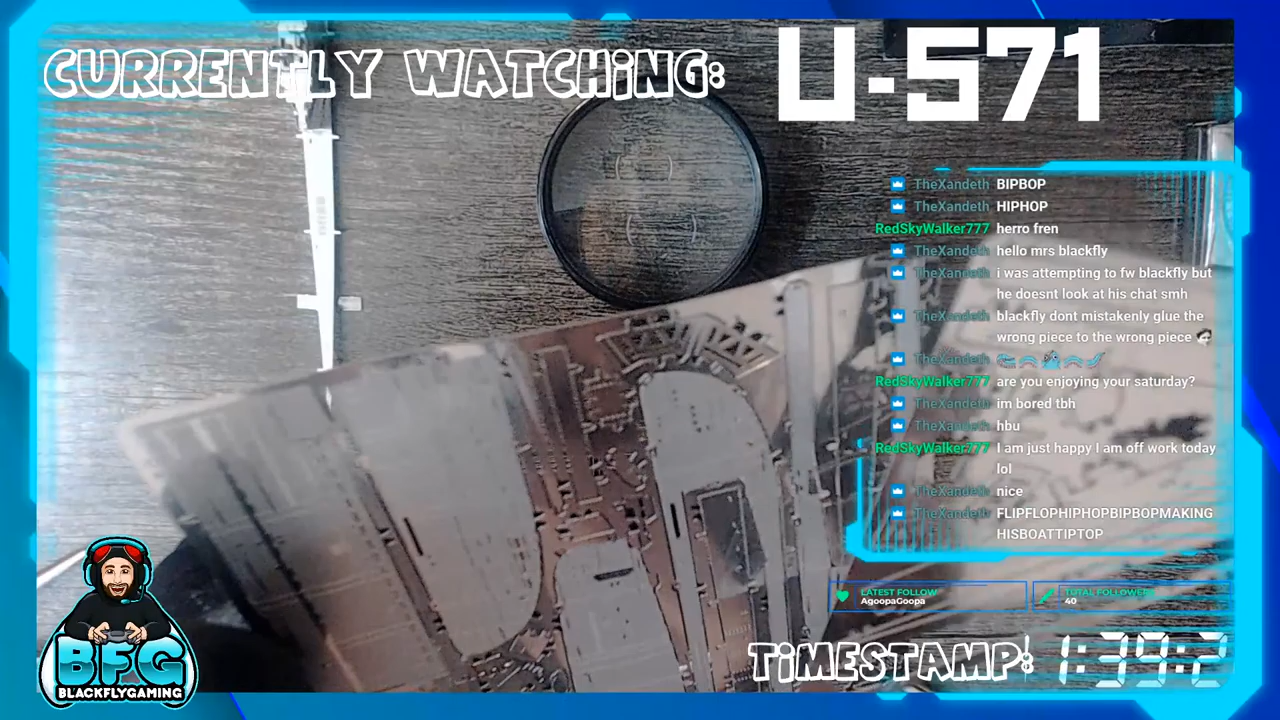 CURRENTLY WATCHING:
U-571
TheXandeth BIPBOP
TheXandeth HIPHOP
RedSkyWalker777 herro fren
TheXandeth hello mrs blackfly
TheXandeth i was attempting to fw blackfly but
he doesnt look at his chat smh
TheXandeth blackfly dont mistakenly glue the
wrong piece to the wrong piece
TheXandeth
RedSkyWalker777 are you enjoying your saturday?
TheXandeth im bored tbh
TheXandeth hbu
RedSkyWalker777 I am just happy I am off work today
lol
TheXandeth nice
TheXandeth FLIPFLOPHIPHOPBIPBOPMAKING
HISBOATTIPTOP
LATEST FOLLOW
AgoopaGoopa
TOTAL FOLLOWERS
40
TIMESTAMP: 1:39:2
BFG
BLACKFLYGAMING